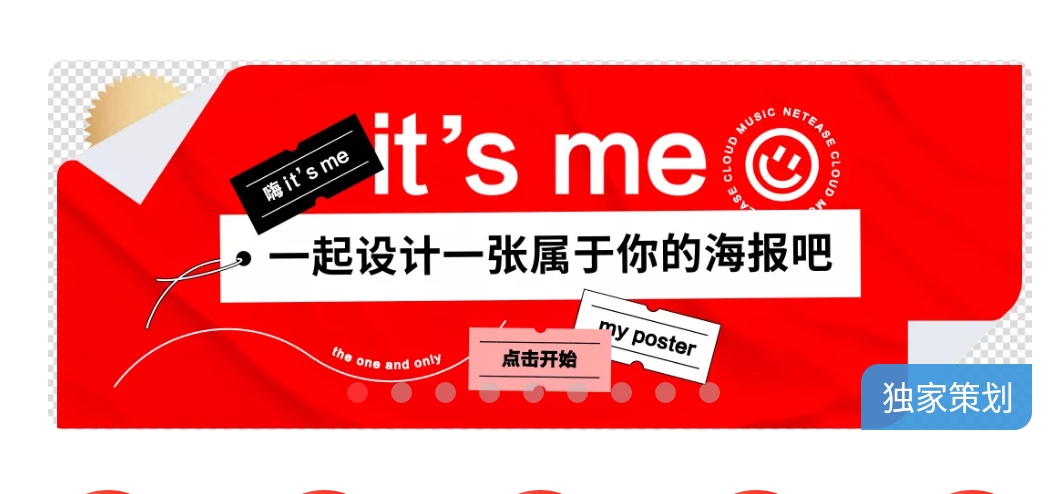 it's me
嗨 it's me
CLOUD MUSIC NETEASE CLOUD
一起设计一张属于你的海报吧
my poster
the one and only
点击开始
独家策划